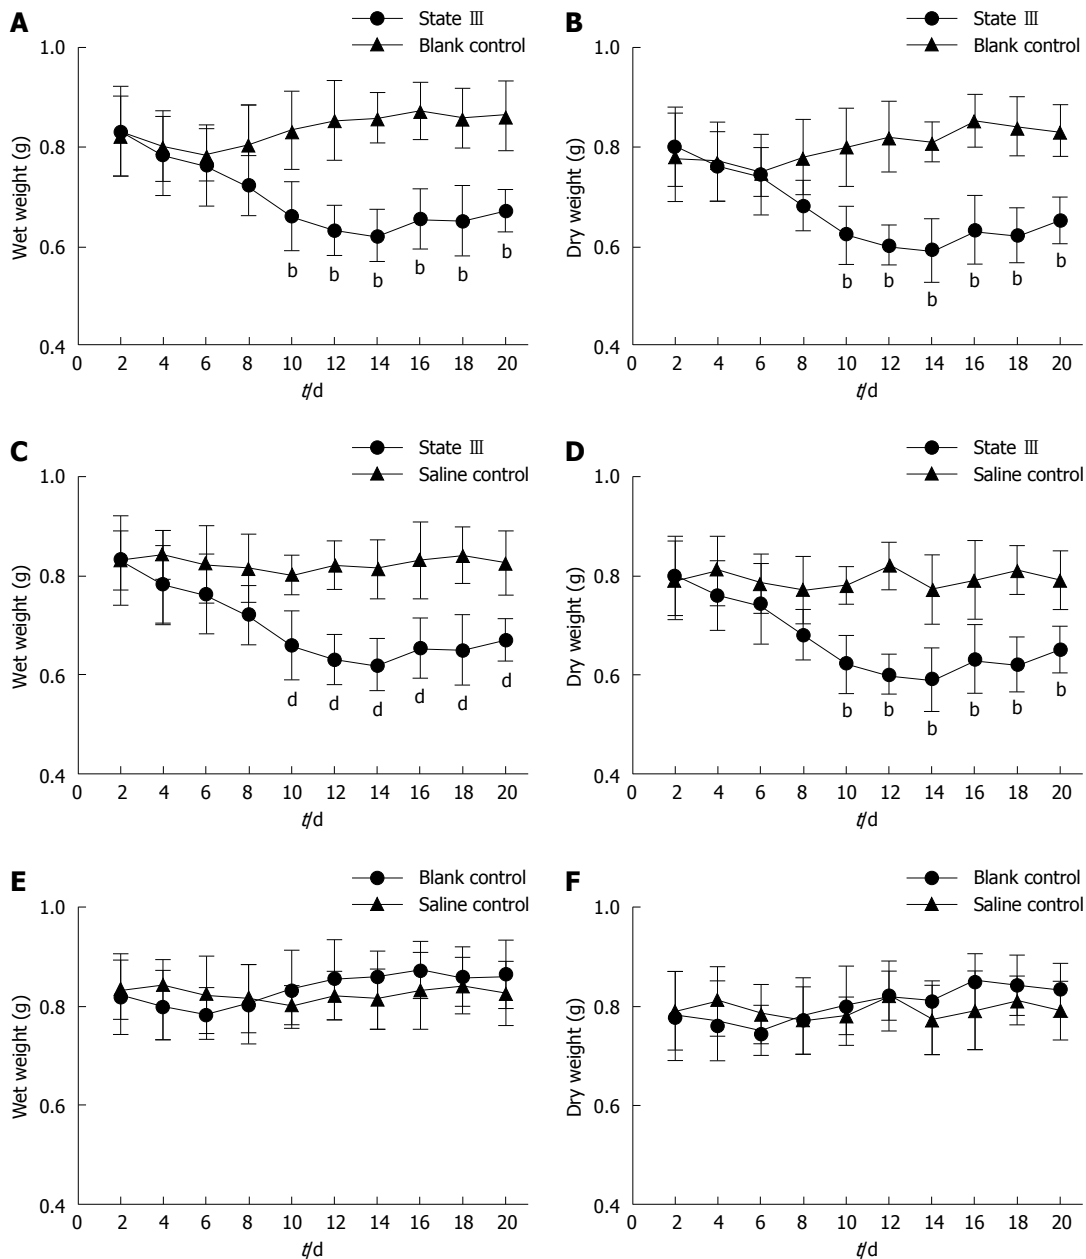 A
State Ⅲ
Blank control
1.0
0.8
0.6
0.4
Wet weight (g)
b b b b b b
0 2 4 6 8 10 12 14 16 18 20
t/d
B
State Ⅲ
Blank control
1.0
0.8
0.6
0.4
Dry weight (g)
b b b b b b
0 2 4 6 8 10 12 14 16 18 20
t/d
C
State Ⅲ
Saline control
1.0
0.8
0.6
0.4
Wet weight (g)
d d d d d d
0 2 4 6 8 10 12 14 16 18 20
t/d
D
State Ⅲ
Saline control
1.0
0.8
0.6
0.4
Dry weight (g)
b b b b b b
0 2 4 6 8 10 12 14 16 18 20
t/d
E
Blank control
Saline control
1.0
0.8
0.6
0.4
Wet weight (g)
0 2 4 6 8 10 12 14 16 18 20
t/d
F
Blank control
Saline control
1.0
0.8
0.6
0.4
Dry weight (g)
0 2 4 6 8 10 12 14 16 18 20
t/d